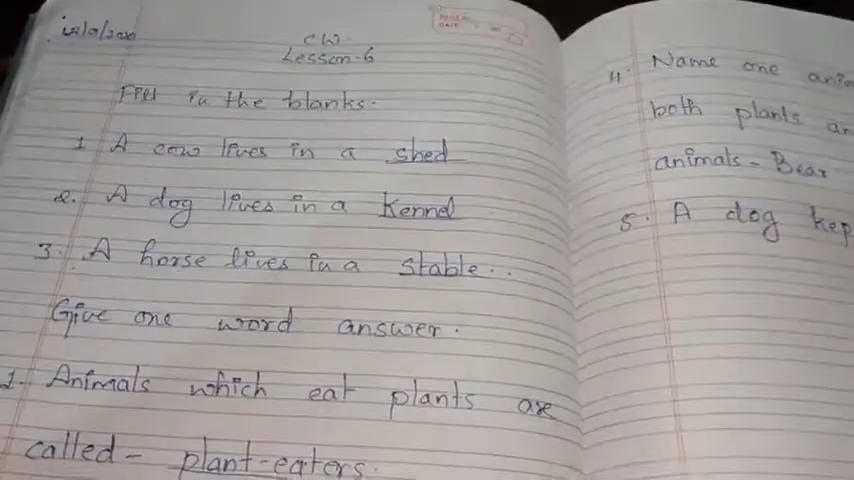 CW
Lesson-6
Fill in the blanks.
1. A cow lives in a shed
2. A dog lives in a Kennel
3. A horse lives in a stable..
Give one word answer.
1. Animals which eat plants are
called- plant-eaters.
4. Name one
both plants
animals - Bear
5. A dog